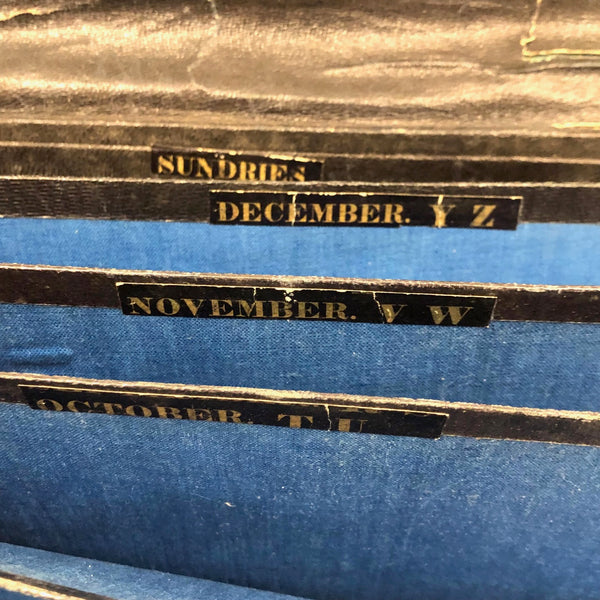 SUNDRIES
DECEMBER. Y Z
NOVEMBER. V W
OCTOBER. T U